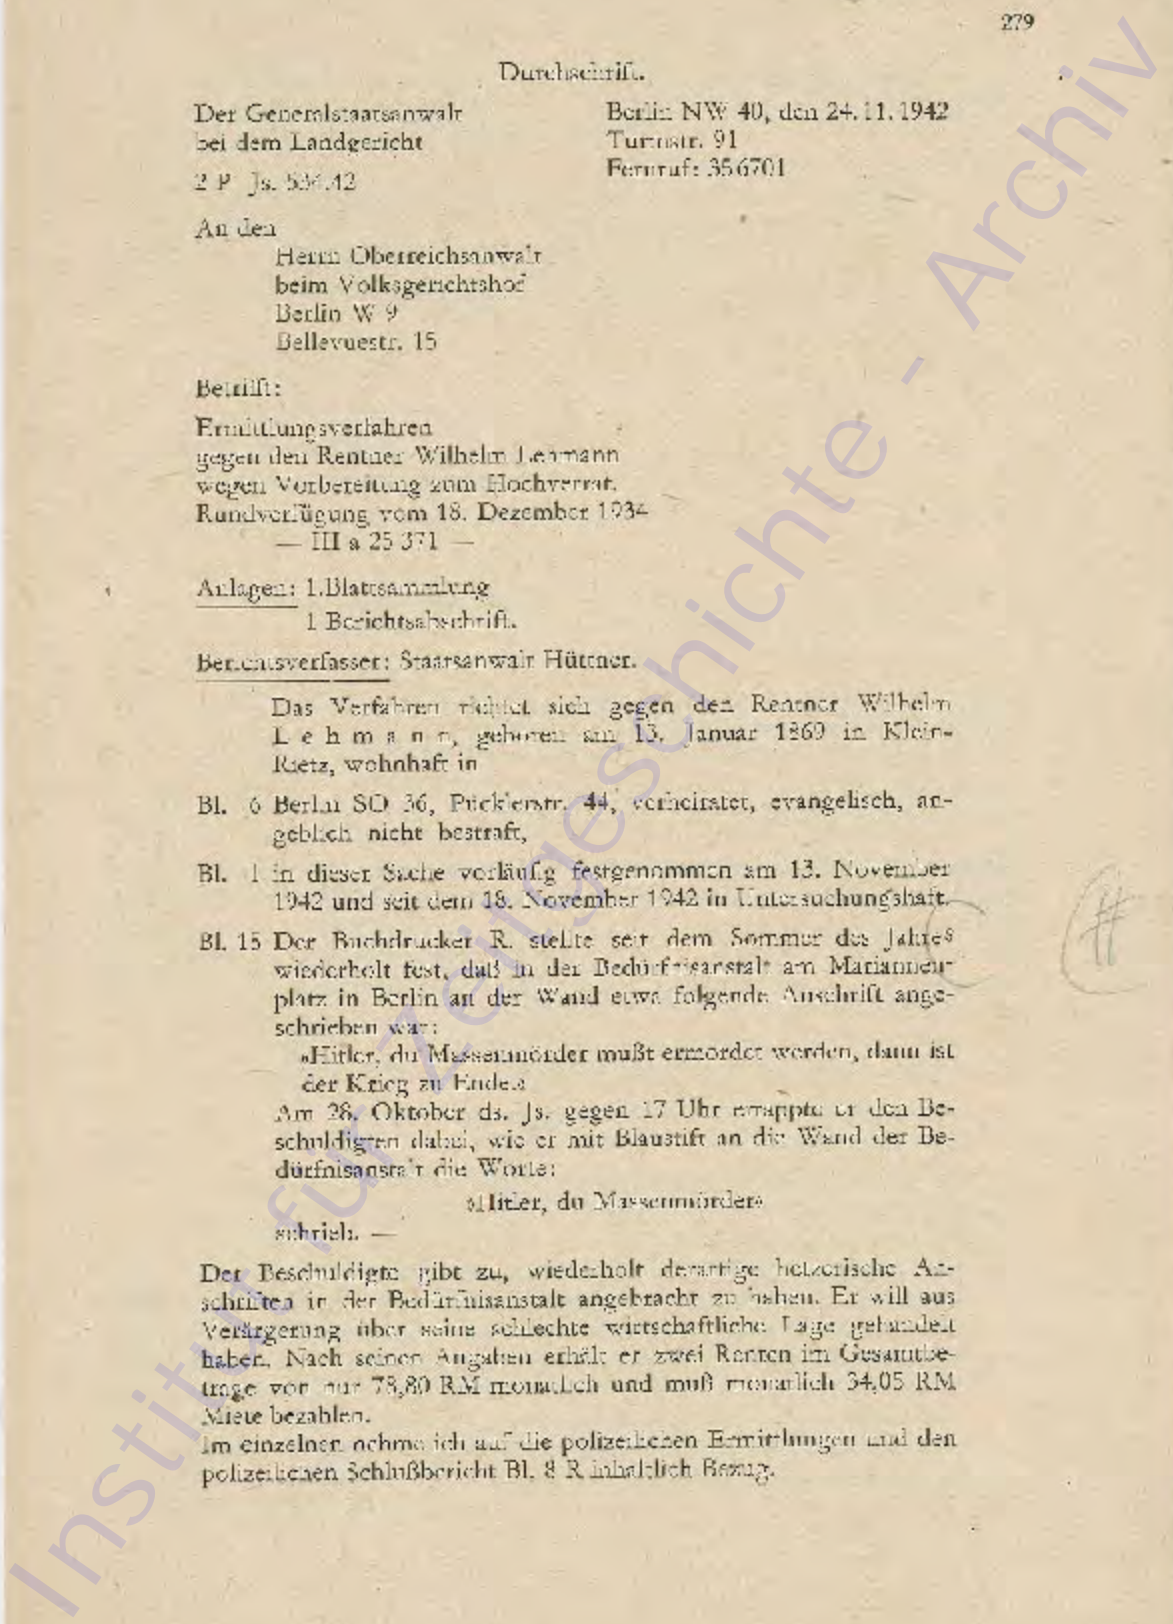 279
Durchschrift.
Der Generalstaatsanwalt
bei dem Landgericht
2 P Js. 534.42
Berlin NW 40, den 24.11.1942
Turmstr. 91
Fernruf: 356701
An den
Herrn Oberreichsanwalt
beim Volksgerichtshof
Berlin W 9
Bellevuestr. 15
Betrifft:
Ermittlungsverfahren
gegen den Rentner Wilhelm Lehmann
wegen Vorbereitung zum Hochverrat.
Rundverfügung vom 18. Dezember 1934
— III a 25 371 —
Anlagen: 1.Blattsammlung
1 Berichtsabschrift.
Berichtsverfasser: Staatsanwalt Hüttner.
Das Verfahren richtet sich gegen den Rentner Wilhelm
L e h m a n n, geboren am 13. Januar 1869 in Klein-
Rietz, wohnhaft in
Bl. 6 Berlin SO 36, Pücklerstr. 44, verheiratet, evangelisch, an-
geblich nicht bestraft,
Bl. 1 in dieser Sache vorläufig festgenommen am 13. November
1942 und seit dem 18. November 1942 in Untersuchungshaft.
Bl. 15 Der Buchdrucker R. stellte seit dem Sommer des Jahres
wiederholt fest, daß in der Bedürfnisanstalt am Mariannen-
platz in Berlin an der Wand etwa folgende Anschrift ange-
schrieben war:
»Hitler, du Massenmörder mußt ermordet werden, dann ist
der Krieg zu Ende.«
Am 28. Oktober ds. Js. gegen 17 Uhr ertappte er den Be-
schuldigten dabei, wie er mit Blaustift an die Wand der Be-
dürfnisanstalt die Worte:
»Hitler, du Massenmörder«
schrieb. —
Der Beschuldigte gibt zu, wiederholt derartige hetzerische An-
schriften in der Bedürfnisanstalt angebracht zu haben. Er will aus
Verärgerung über seine schlechte wirtschaftliche Lage gehandelt
haben. Nach seinen Angaben erhält er zwei Renten im Gesamtbe-
trage von nur 78,80 RM monatlich und muß monatlich 34,05 RM
Miete bezahlen.
Im einzelnen nehme ich auf die polizeilichen Ermittlungen und den
polizeilichen Schlußbericht Bl. 8 R inhaltlich Bezug.
Institut für Zeitgeschichte - Archiv